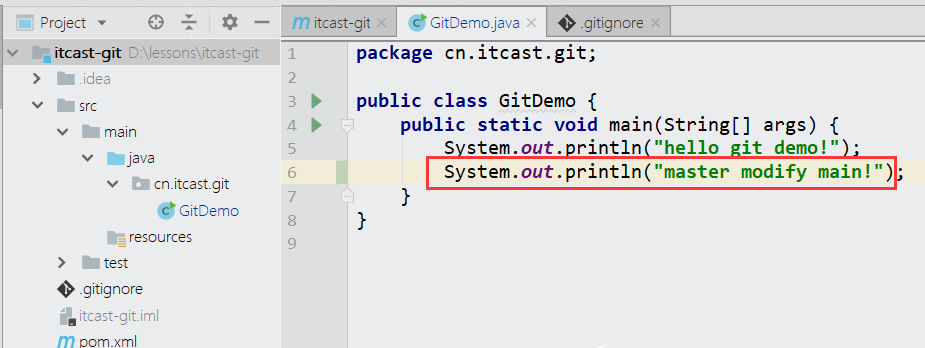 Project
itcast-git D:\lessons\itcast-git
.idea
src
main
java
cn.itcast.git
GitDemo
resources
test
.gitignore
itcast-git.iml
pom.xml
itcast-git GitDemo.java .gitignore
1 package cn.itcast.git;
2
3 public class GitDemo {
4 public static void main(String[] args) {
5 System.out.println("hello git demo!");
6 System.out.println("master modify main!");
7 }
8 }
9